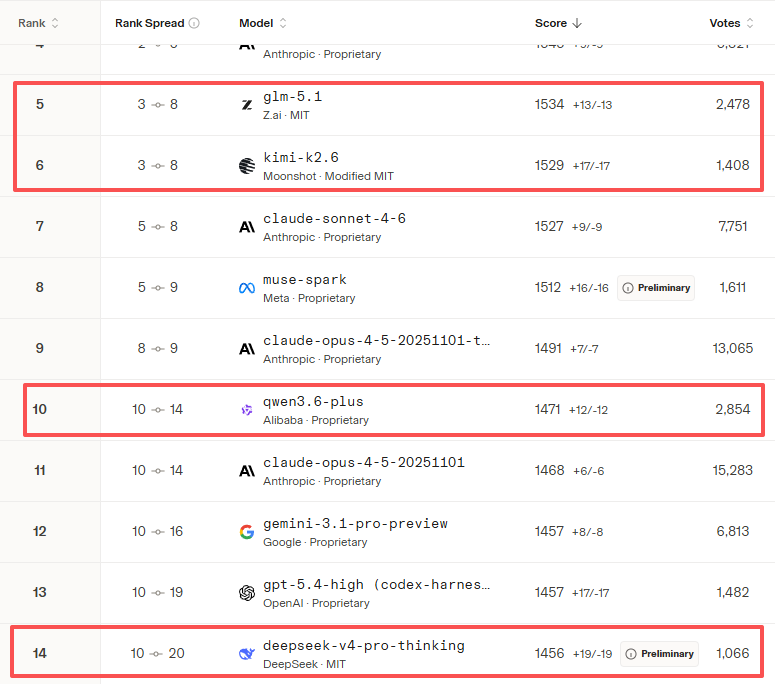 Rank Rank Spread Model Score Votes
Anthropic · Proprietary
5 3 8 glm-5.1 1534 +13/-13 2,478
Z.ai · MIT
6 3 8 kimi-k2.6 1529 +17/-17 1,408
Moonshot · Modified MIT
7 5 8 claude-sonnet-4-6 1527 +9/-9 7,751
Anthropic · Proprietary
8 5 9 muse-spark 1512 +16/-16 Preliminary 1,611
Meta · Proprietary
9 8 9 claude-opus-4-5-20251101-t… 1491 +7/-7 13,065
Anthropic · Proprietary
10 10 14 qwen3.6-plus 1471 +12/-12 2,854
Alibaba · Proprietary
11 10 14 claude-opus-4-5-20251101 1468 +6/-6 15,283
Anthropic · Proprietary
12 10 16 gemini-3.1-pro-preview 1457 +8/-8 6,813
Google · Proprietary
13 10 19 gpt-5.4-high (codex-harnes… 1457 +17/-17 1,482
OpenAI · Proprietary
14 10 20 deepseek-v4-pro-thinking 1456 +19/-19 Preliminary 1,066
DeepSeek · MIT